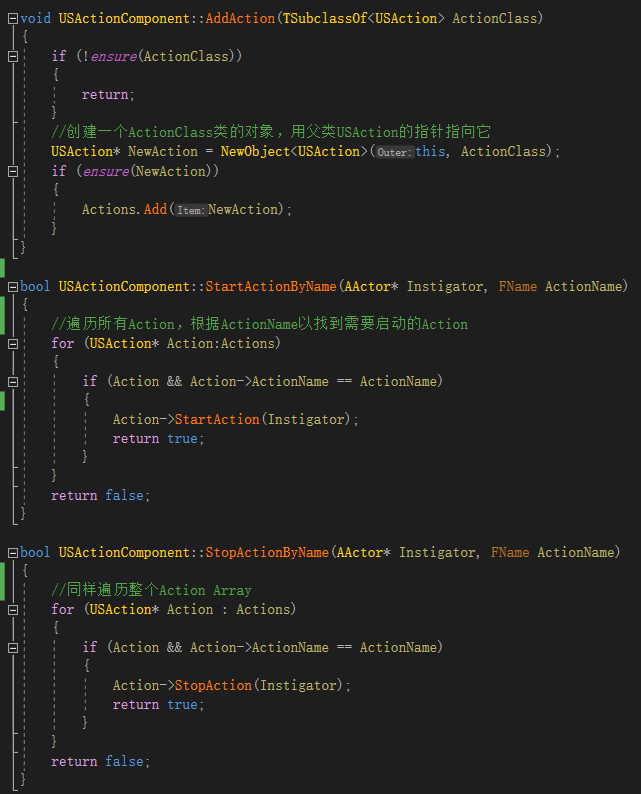 void USActionComponent::AddAction(TSubclassOf<USAction> ActionClass)
{
if (!ensure(ActionClass))
{
return;
}
//创建一个ActionClass类的对象，用父类USAction的指针指向它
USAction* NewAction = NewObject<USAction>(Outer:this, ActionClass);
if (ensure(NewAction))
{
Actions.Add(Item:NewAction);
}
}
bool USActionComponent::StartActionByName(AActor* Instigator, FName ActionName)
{
//遍历所有Action，根据ActionName以找到需要启动的Action
for (USAction* Action:Actions)
{
if (Action && Action->ActionName == ActionName)
{
Action->StartAction(Instigator);
return true;
}
}
return false;
}
bool USActionComponent::StopActionByName(AActor* Instigator, FName ActionName)
{
//同样遍历整个Action Array
for (USAction* Action : Actions)
{
if (Action && Action->ActionName == ActionName)
{
Action->StopAction(Instigator);
return true;
}
}
return false;
}